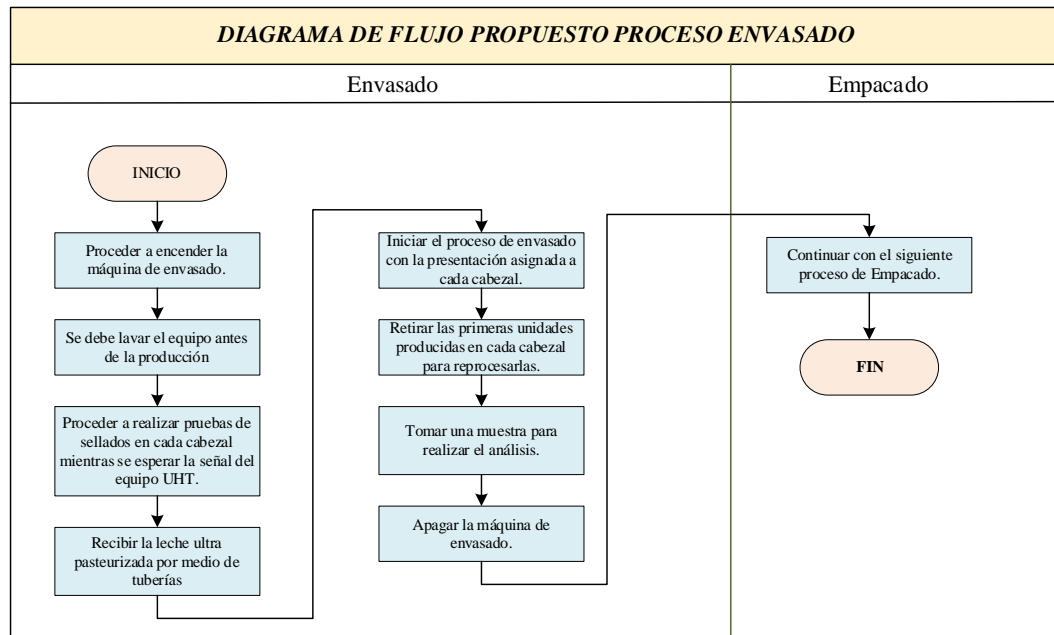 DIAGRAMA DE FLUJO PROPUESTO PROCESO ENVASADO
Envasado
Empacado
INICIO
Proceder a encender la
máquina de envasado.
Se debe lavar el equipo antes
de la producción
Proceder a realizar pruebas de
sellados en cada cabezal
mientras se esperar la señal del
equipo UHT.
Recibir la leche ultra
pasteurizada por medio de
tuberías
Iniciar el proceso de envasado
con la presentación asignada a
cada cabezal.
Retirar las primeras unidades
producidas en cada cabezal
para reprocesarlas.
Tomar una muestra para
realizar el análisis.
Apagar la máquina de
envasado.
Continuar con el siguiente
proceso de Empacado.
FIN